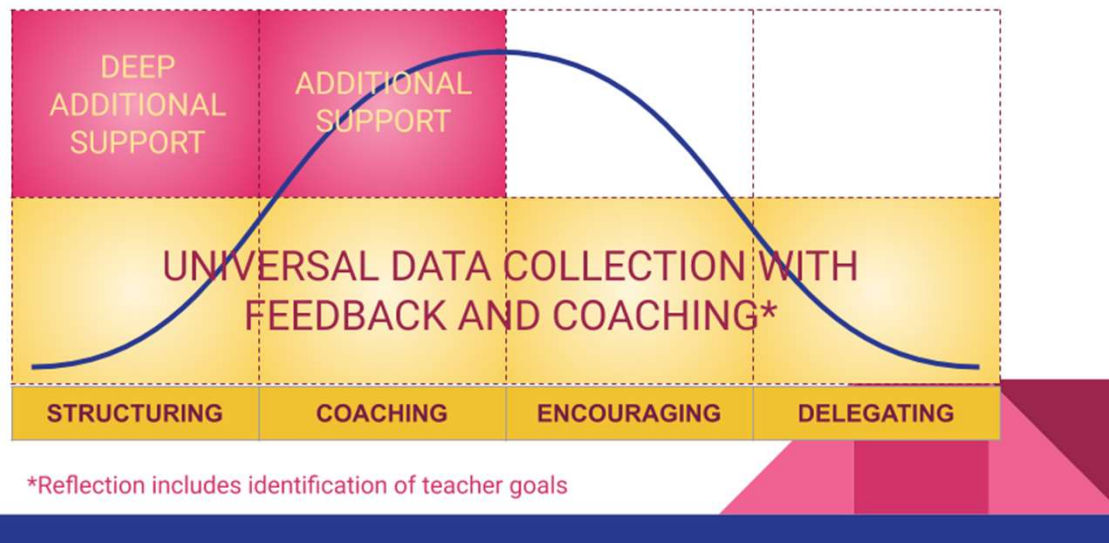 DEEP
ADDITIONAL
SUPPORT
ADDITIONAL
SUPPORT
UNIVERSAL DATA COLLECTION WITH
FEEDBACK AND COACHING*
STRUCTURING
COACHING
ENCOURAGING
DELEGATING
*Reflection includes identification of teacher goals